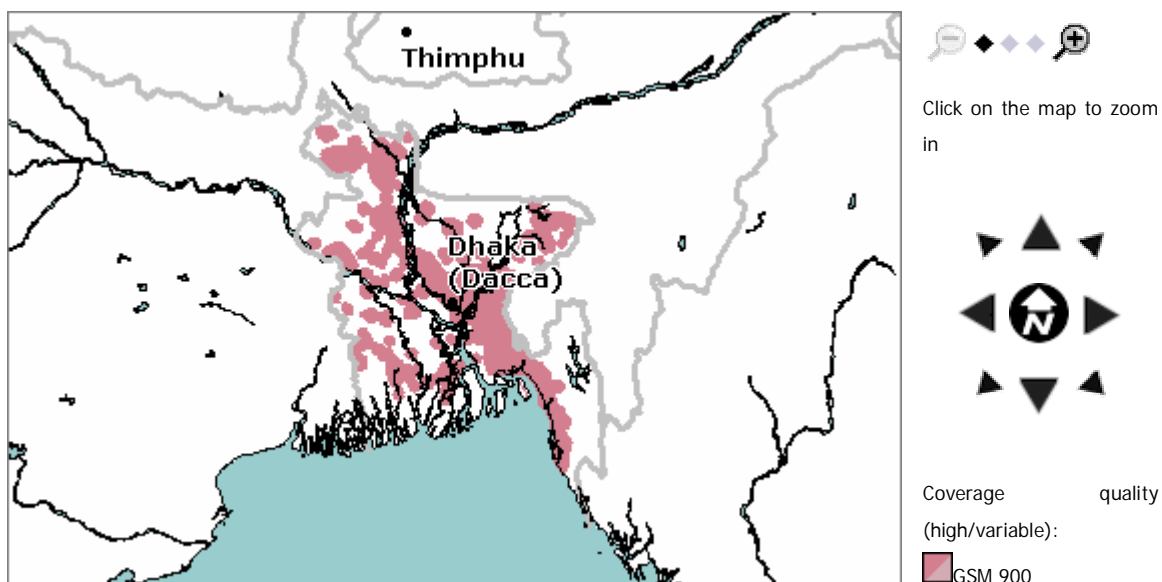 Thimphu
Dhaka
(Dacca)
Click on the map to zoom
in
N
Coverage quality
(high/variable):
GSM 900